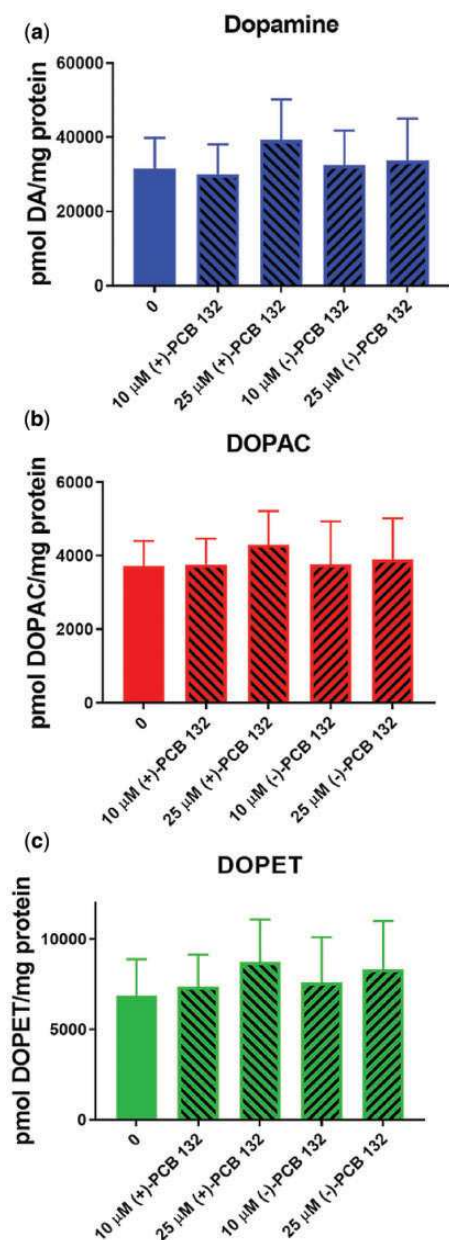 (a)
Dopamine
pmol DA/mg protein
60000
40000
20000
0
0
10 μM (+)-PCB 132
25 μM (+)-PCB 132
10 μM (-)-PCB 132
25 μM (-)-PCB 132
(b)
DOPAC
pmol DOPAC/mg protein
6000
4000
2000
0
0
10 μM (+)-PCB 132
25 μM (+)-PCB 132
10 μM (-)-PCB 132
25 μM (-)-PCB 132
(c)
DOPET
pmol DOPET/mg protein
10000
5000
0
0
10 μM (+)-PCB 132
25 μM (+)-PCB 132
10 μM (-)-PCB 132
25 μM (-)-PCB 132